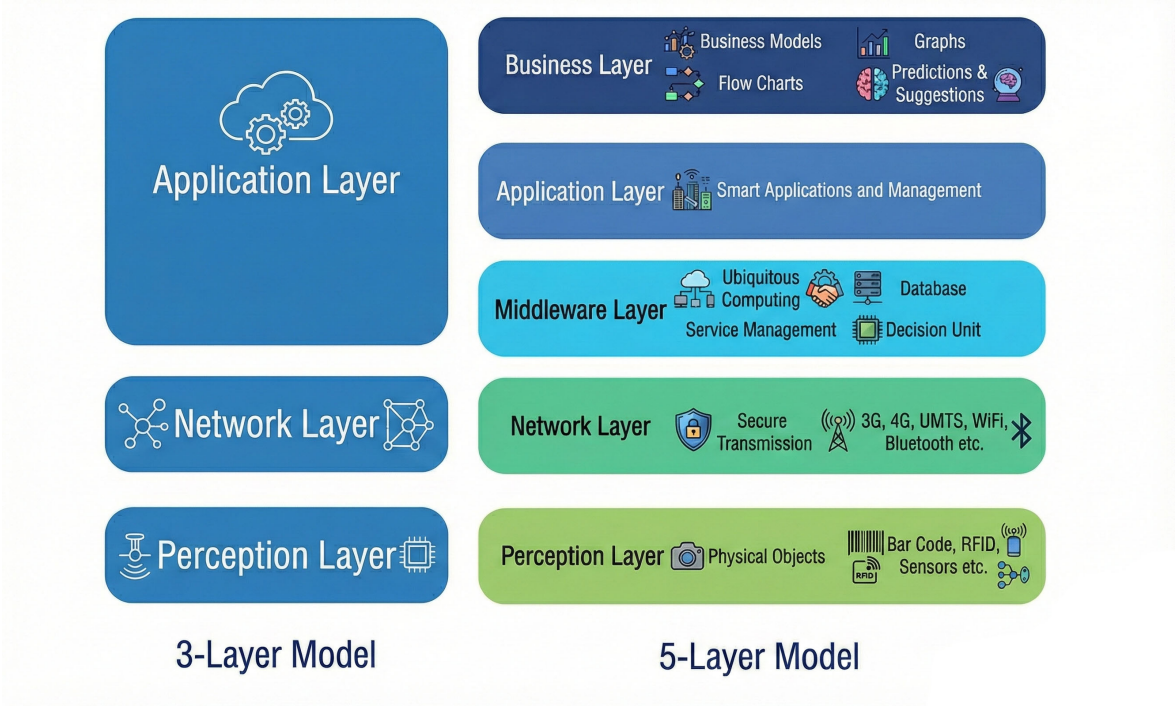 Application Layer
Network Layer
Perception Layer
3-Layer Model
Business Layer
Business Models
Graphs
Flow Charts
Predictions &
Suggestions
Application Layer
Smart Applications and Management
Middleware Layer
Ubiquitous
Computing
Database
Service Management
Decision Unit
Network Layer
Secure
Transmission
3G, 4G, UMTS, WiFi,
Bluetooth etc.
Perception Layer
Physical Objects
Bar Code, RFID,
Sensors etc.
RFID
5-Layer Model